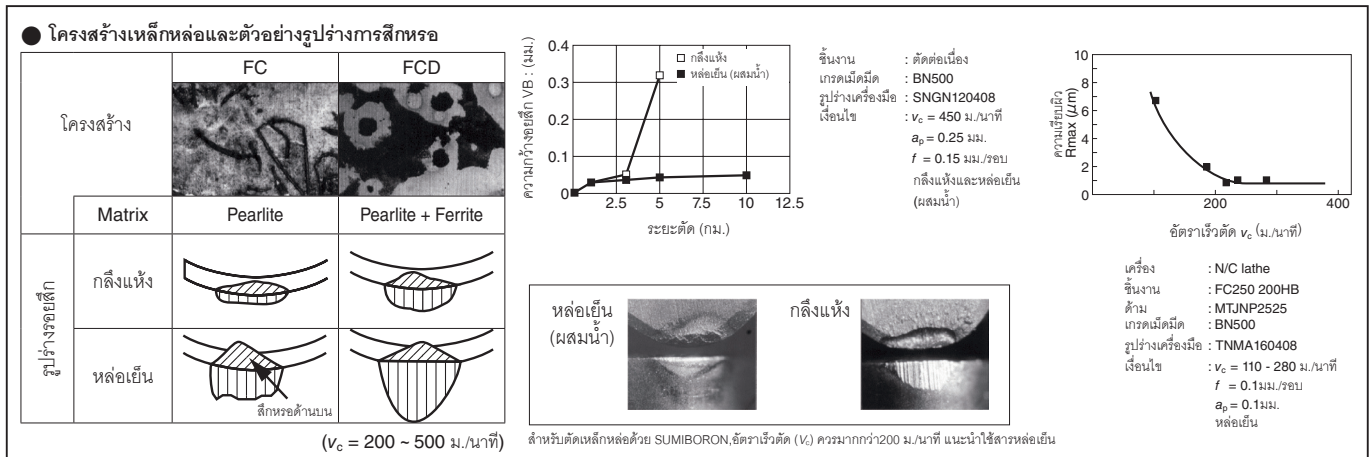 ● โครงสร้างเหล็กหล่อและตัวอย่างรูปร่างการสึกหรอ
FC FCD
โครงสร้าง
Matrix Pearlite Pearlite + Ferrite
รูปร่างรอยสึก
กลึงแห้ง
หล่อเย็น
สึกหรอด้านบน
(vc = 200 ~ 500 ม./นาที)
ความกว้างรอยสึก VB : (มม.)
0.4
0.3
0.2
0.1
0
2.5 5 7.5 10 12.5
ระยะตัด (กม.)
□ กลึงแห้ง
■ หล่อเย็น (ผสมน้ำ)
ชิ้นงาน : ตัดต่อเนื่อง
เกรดเม็ดมีด : BN500
รูปร่างเครื่องมือ : SNGN120408
เงื่อนไข : vc = 450 ม./นาที
ap = 0.25 มม.
f = 0.15 มม./รอบ
กลึงแห้งและหล่อเย็น
(ผสมน้ำ)
หล่อเย็น
(ผสมน้ำ)
กลึงแห้ง
สำหรับตัดเหล็กหล่อด้วย SUMIBORON,อัตราเร็วตัด (Vc) ควรมากกว่า200 ม./นาที แนะนำใช้สารหล่อเย็น
ความเรียบผิว
Rmax (μm)
10
8
6
4
2
0
200 400
อัตราเร็วตัด vc (ม./นาที)
เครื่อง : N/C lathe
ชิ้นงาน : FC250 200HB
ด้าม : MTJNP2525
เกรดเม็ดมีด : BN500
รูปร่างเครื่องมือ : TNMA160408
เงื่อนไข : vc = 110 - 280 ม./นาที
f = 0.1มม./รอบ
ap = 0.1มม.
หล่อเย็น